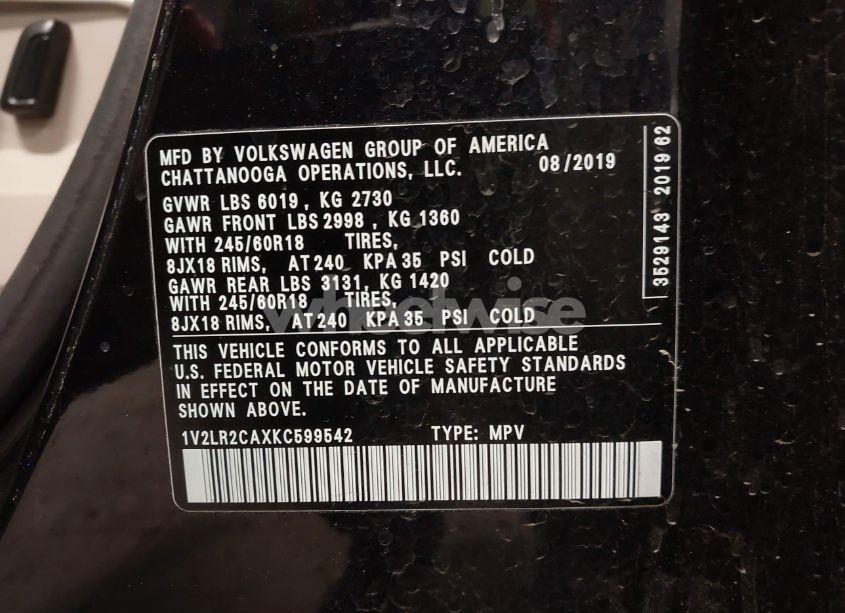 MFD BY VOLKSWAGEN GROUP OF AMERICA
CHATTANOOGA OPERATIONS, LLC. 08/2019
GVWR LBS 6019, KG 2730
GAWR FRONT LBS 2998, KG 1360
WITH 245/60R18 TIRES,
8JX18 RIMS, AT 240 KPA 35 PSI COLD
GAWR REAR LBS 3131, KG 1420
WITH 245/60R18 TIRES,
8JX18 RIMS, AT 240 KPA 35 PSI COLD
THIS VEHICLE CONFORMS TO ALL APPLICABLE
U.S. FEDERAL MOTOR VEHICLE SAFETY STANDARDS
IN EFFECT ON THE DATE OF MANUFACTURE
SHOWN ABOVE.
1V2LR2CAXKC599542 TYPE: MPV
3529143 2019 62
wheelwise